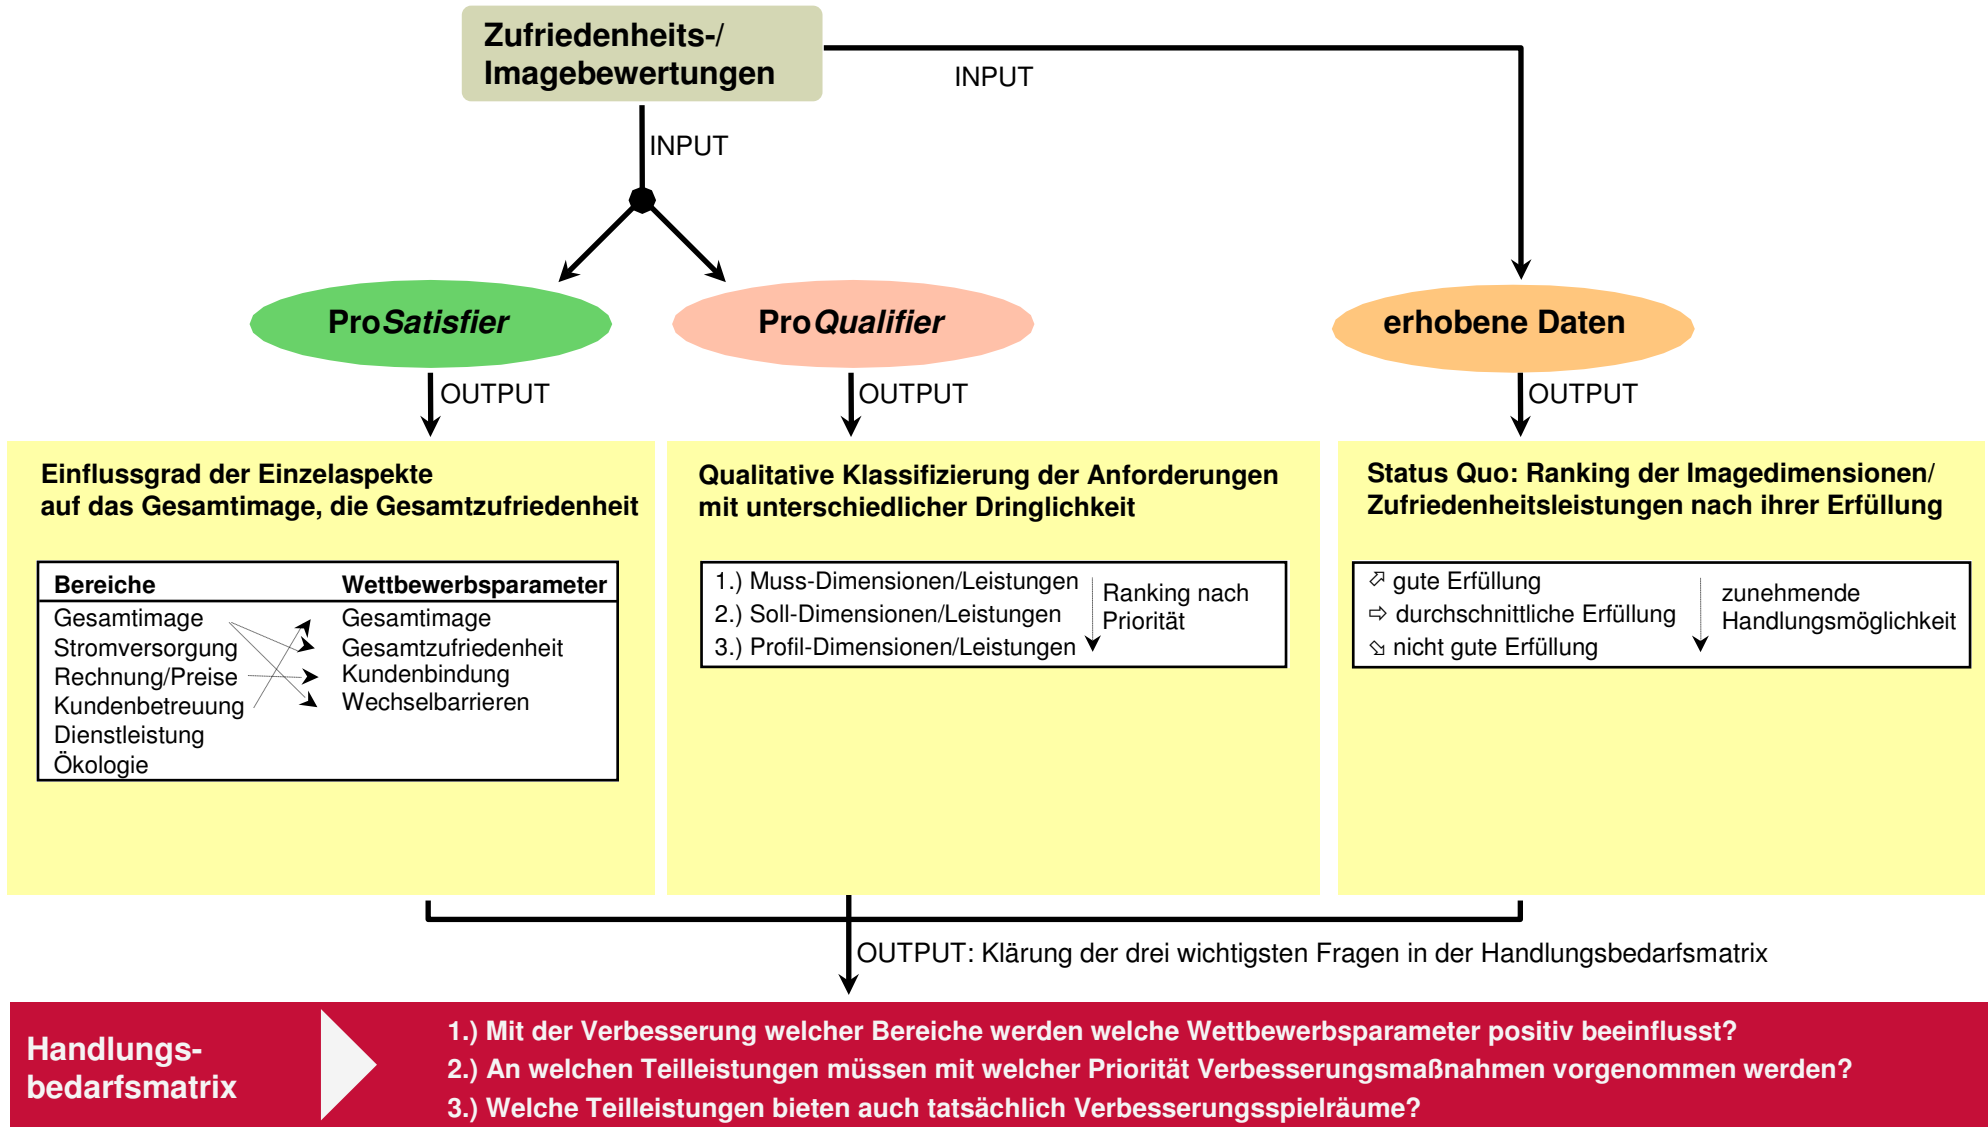 Zufriedenheits-/
Imagebewertungen
INPUT
INPUT
ProSatisfier
ProQualifier
erhobene Daten
OUTPUT
OUTPUT
OUTPUT
Einflussgrad der Einzelaspekte
auf das Gesamtimage, die Gesamtzufriedenheit
Bereiche Wettbewerbsparameter
Gesamtimage Gesamtimage
Stromversorgung Gesamtzufriedenheit
Rechnung/Preise Kundenbindung
Kundenbetreuung Wechselbarrieren
Dienstleistung
Ökologie
Qualitative Klassifizierung der Anforderungen
mit unterschiedlicher Dringlichkeit
1.) Muss-Dimensionen/Leistungen
2.) Soll-Dimensionen/Leistungen
3.) Profil-Dimensionen/Leistungen
Ranking nach
Priorität
Status Quo: Ranking der Imagedimensionen/
Zufriedenheitsleistungen nach ihrer Erfüllung
gute Erfüllung
durchschnittliche Erfüllung
nicht gute Erfüllung
zunehmende
Handlungsmöglichkeit
OUTPUT: Klärung der drei wichtigsten Fragen in der Handlungsbedarfsmatrix
Handlungs-
bedarfsmatrix
1.) Mit der Verbesserung welcher Bereiche werden welche Wettbewerbsparameter positiv beeinflusst?
2.) An welchen Teilleistungen müssen mit welcher Priorität Verbesserungsmaßnahmen vorgenommen werden?
3.) Welche Teilleistungen bieten auch tatsächlich Verbesserungsspielräume?